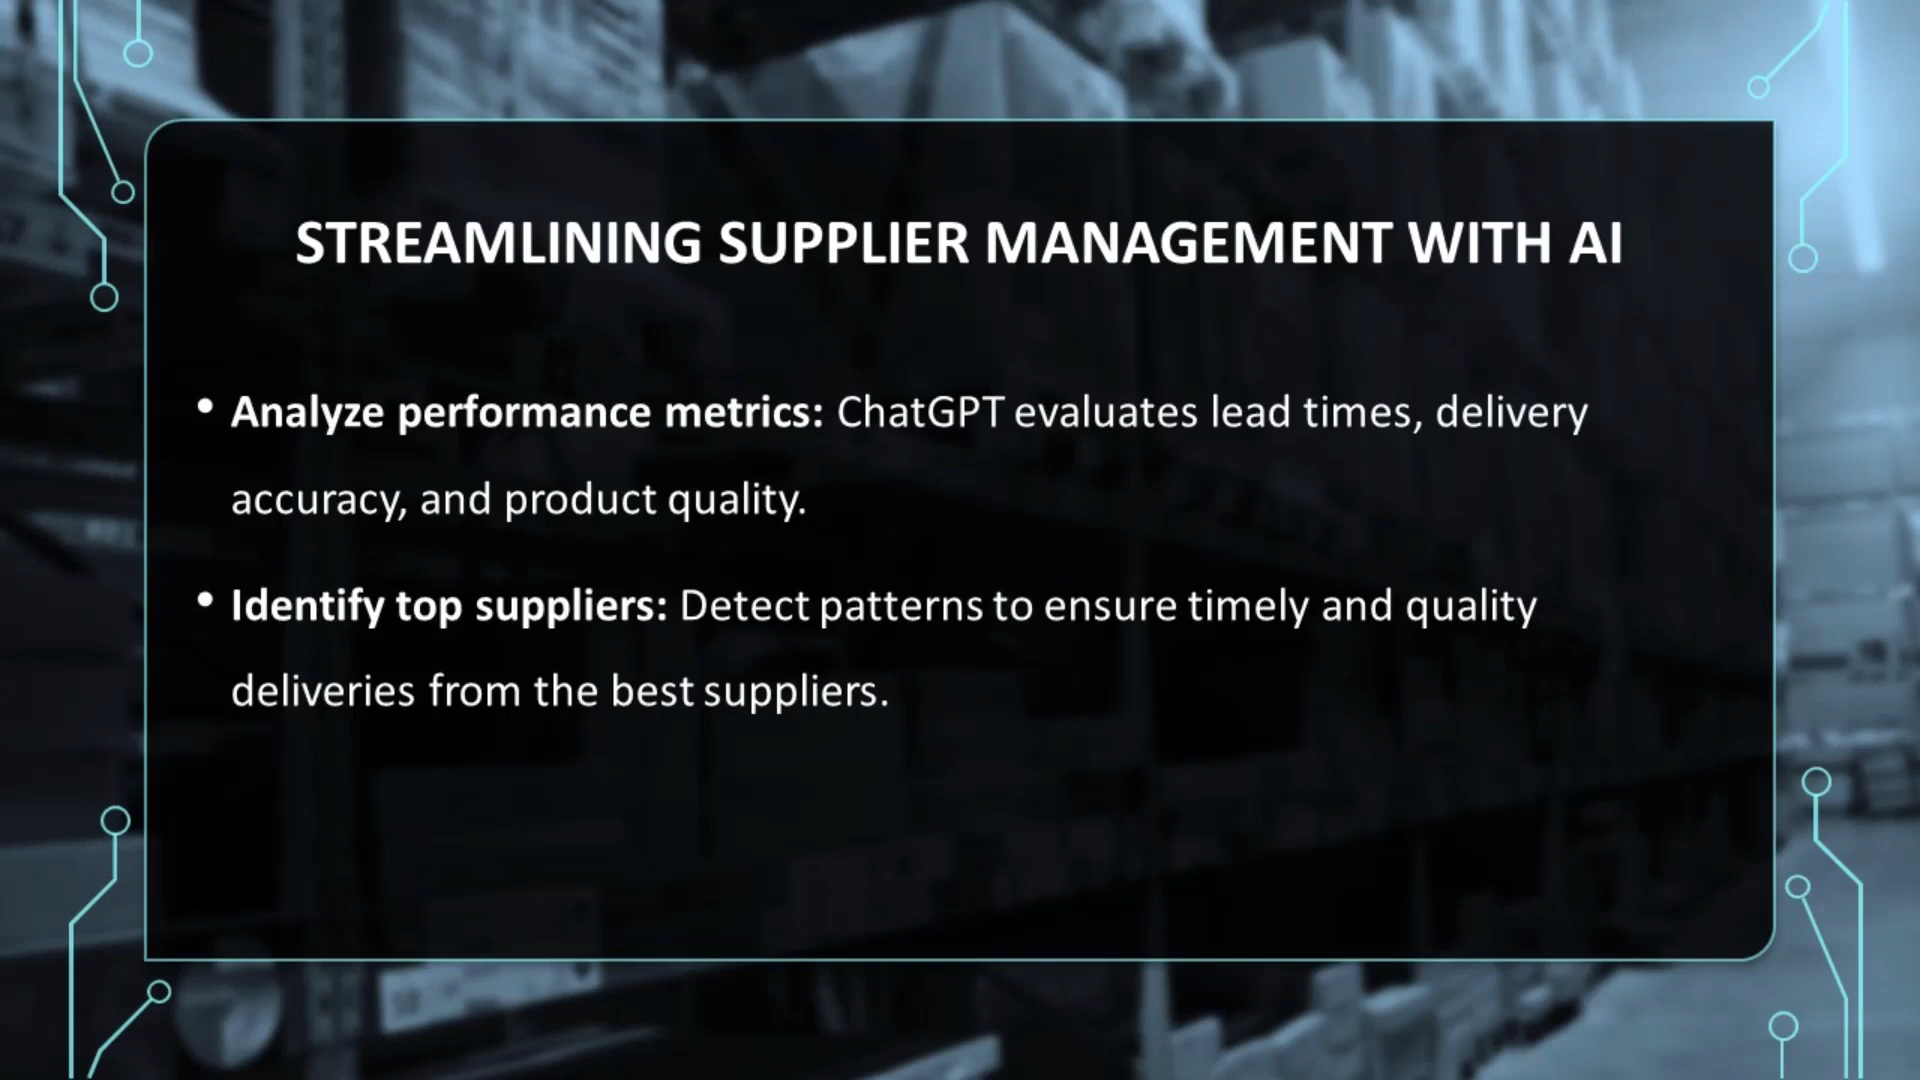 STREAMLINING SUPPLIER MANAGEMENT WITH AI
• Analyze performance metrics: ChatGPT evaluates lead times, delivery
accuracy, and product quality.
• Identify top suppliers: Detect patterns to ensure timely and quality
deliveries from the best suppliers.